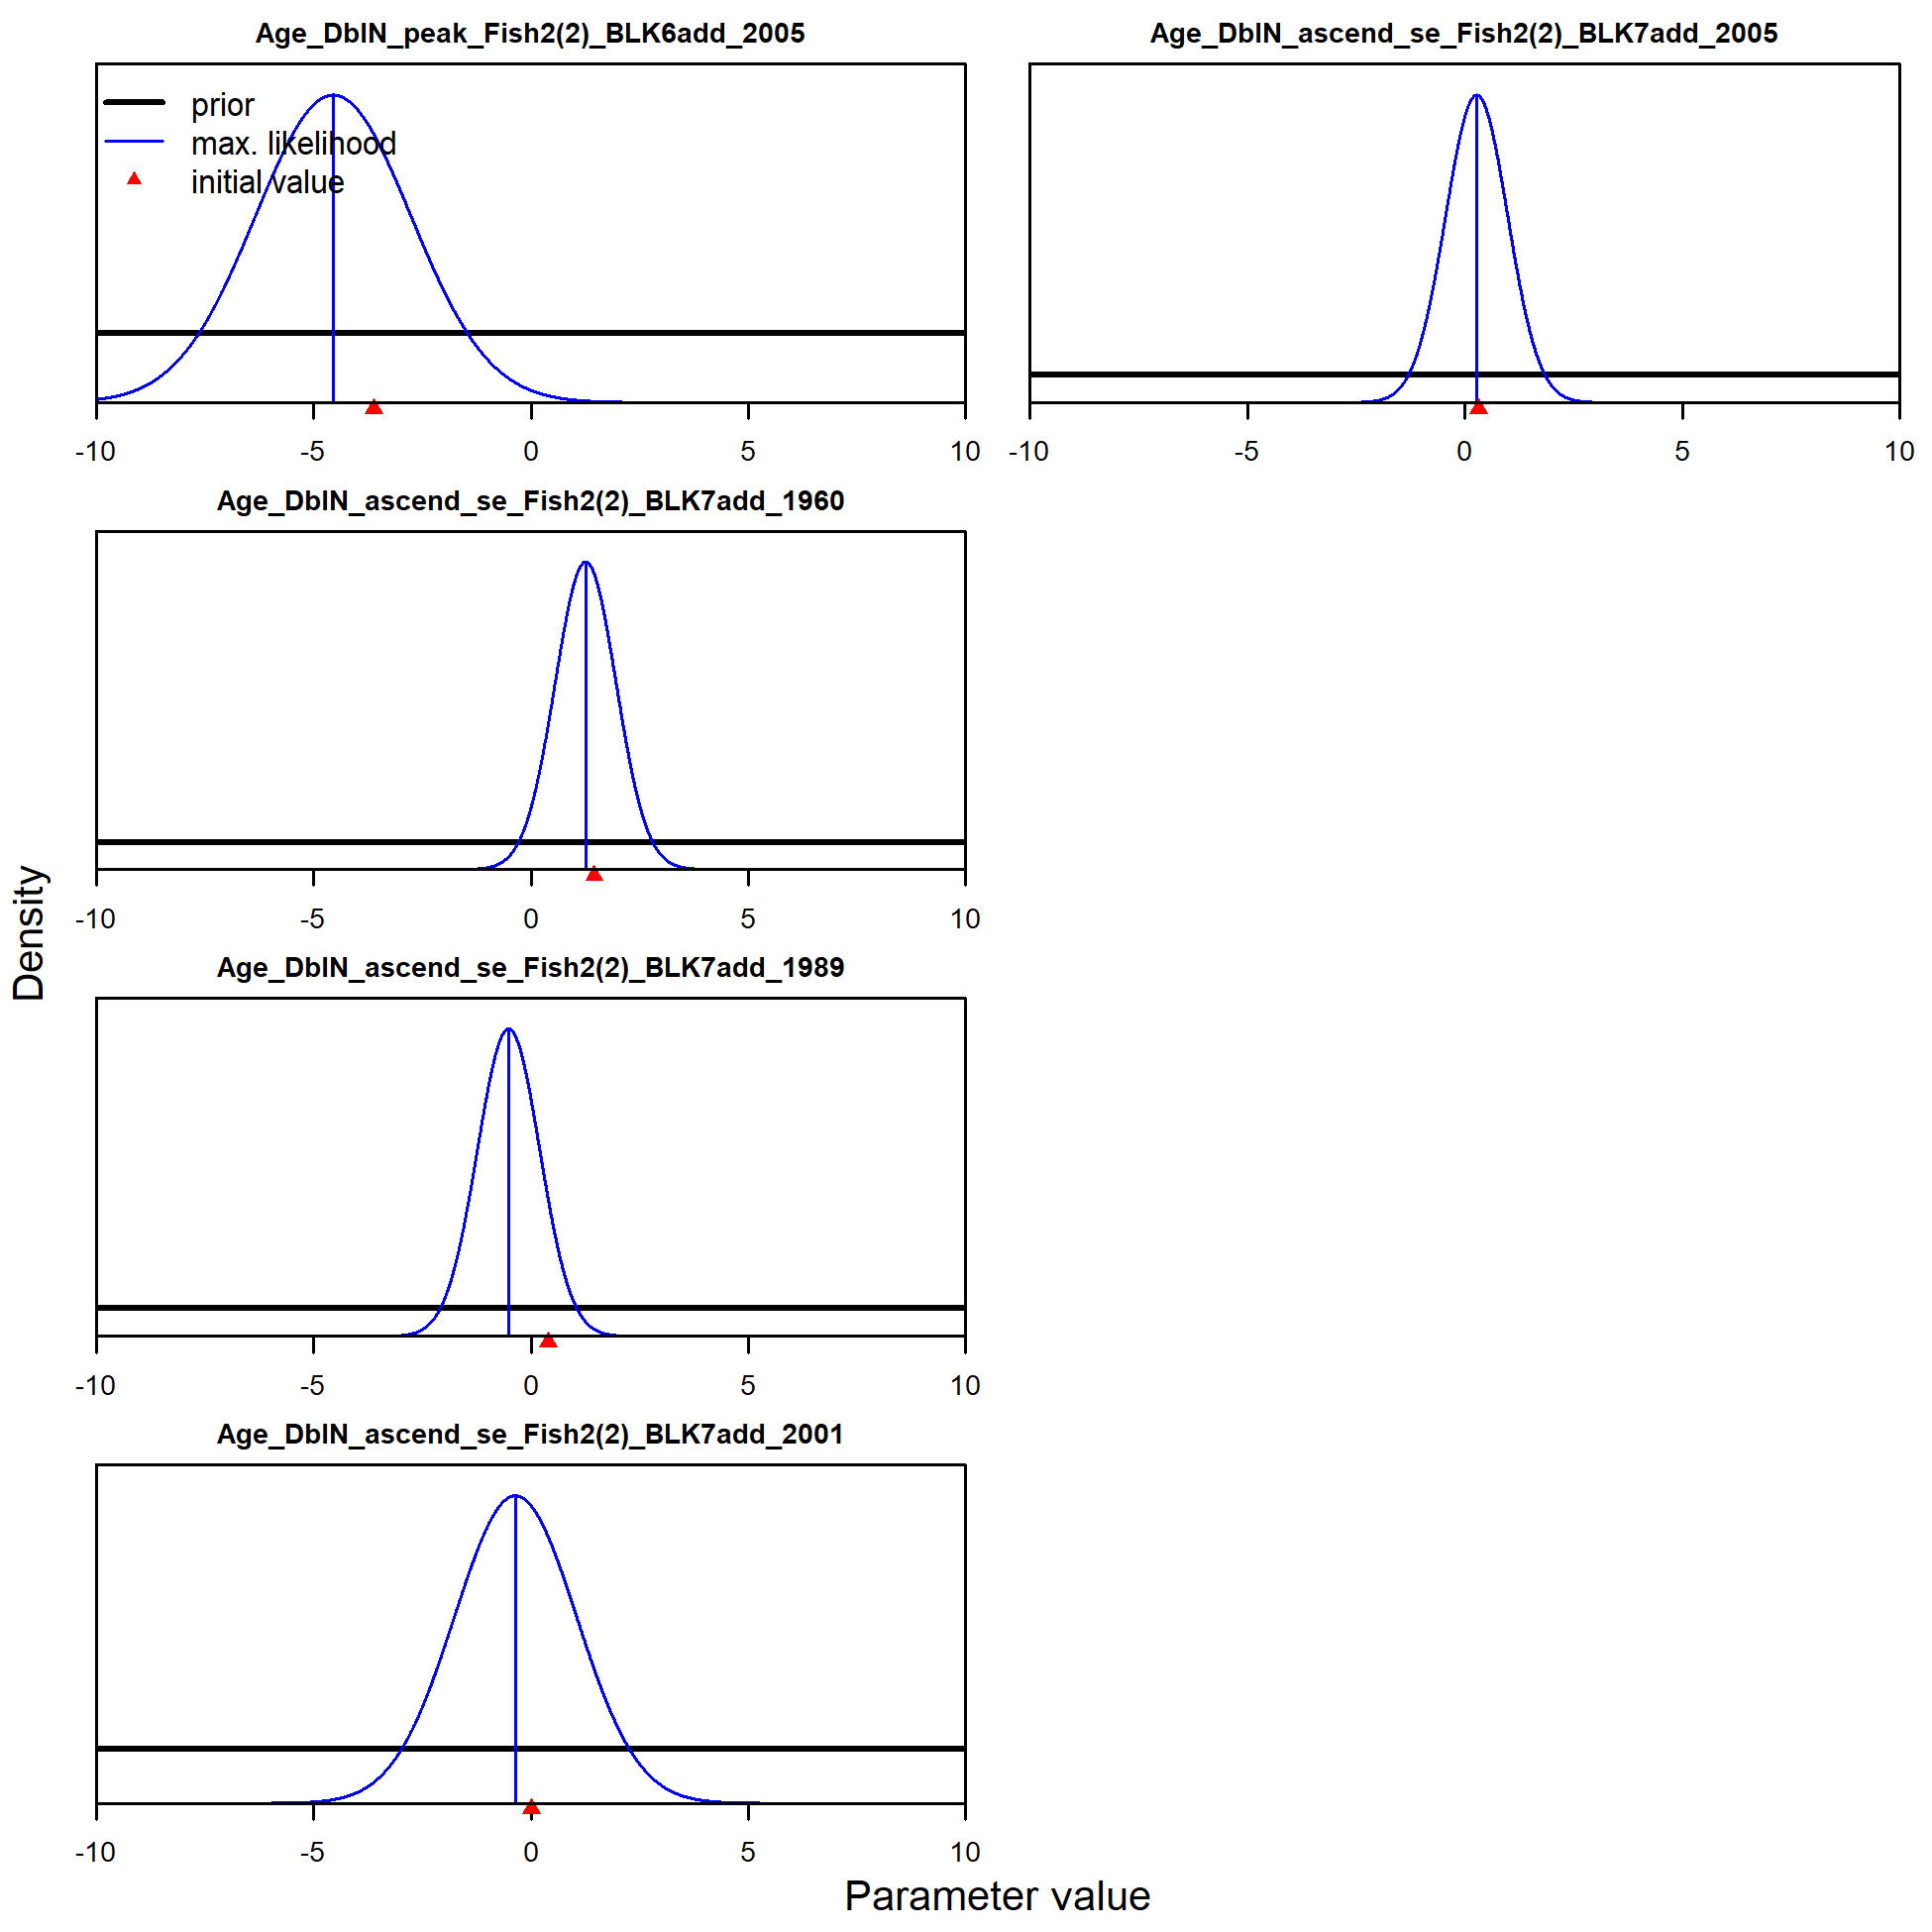 Age_DblN_peak_Fish2(2)_BLK6add_2005
prior
max. likelihood
initial value
-10 -5 0 5 10
Age_DblN_ascend_se_Fish2(2)_BLK7add_2005
-10 -5 0 5 10
Age_DblN_ascend_se_Fish2(2)_BLK7add_1960
-10 -5 0 5 10
Age_DblN_ascend_se_Fish2(2)_BLK7add_1989
-10 -5 0 5 10
Age_DblN_ascend_se_Fish2(2)_BLK7add_2001
-10 -5 0 5 10
Density
Parameter value